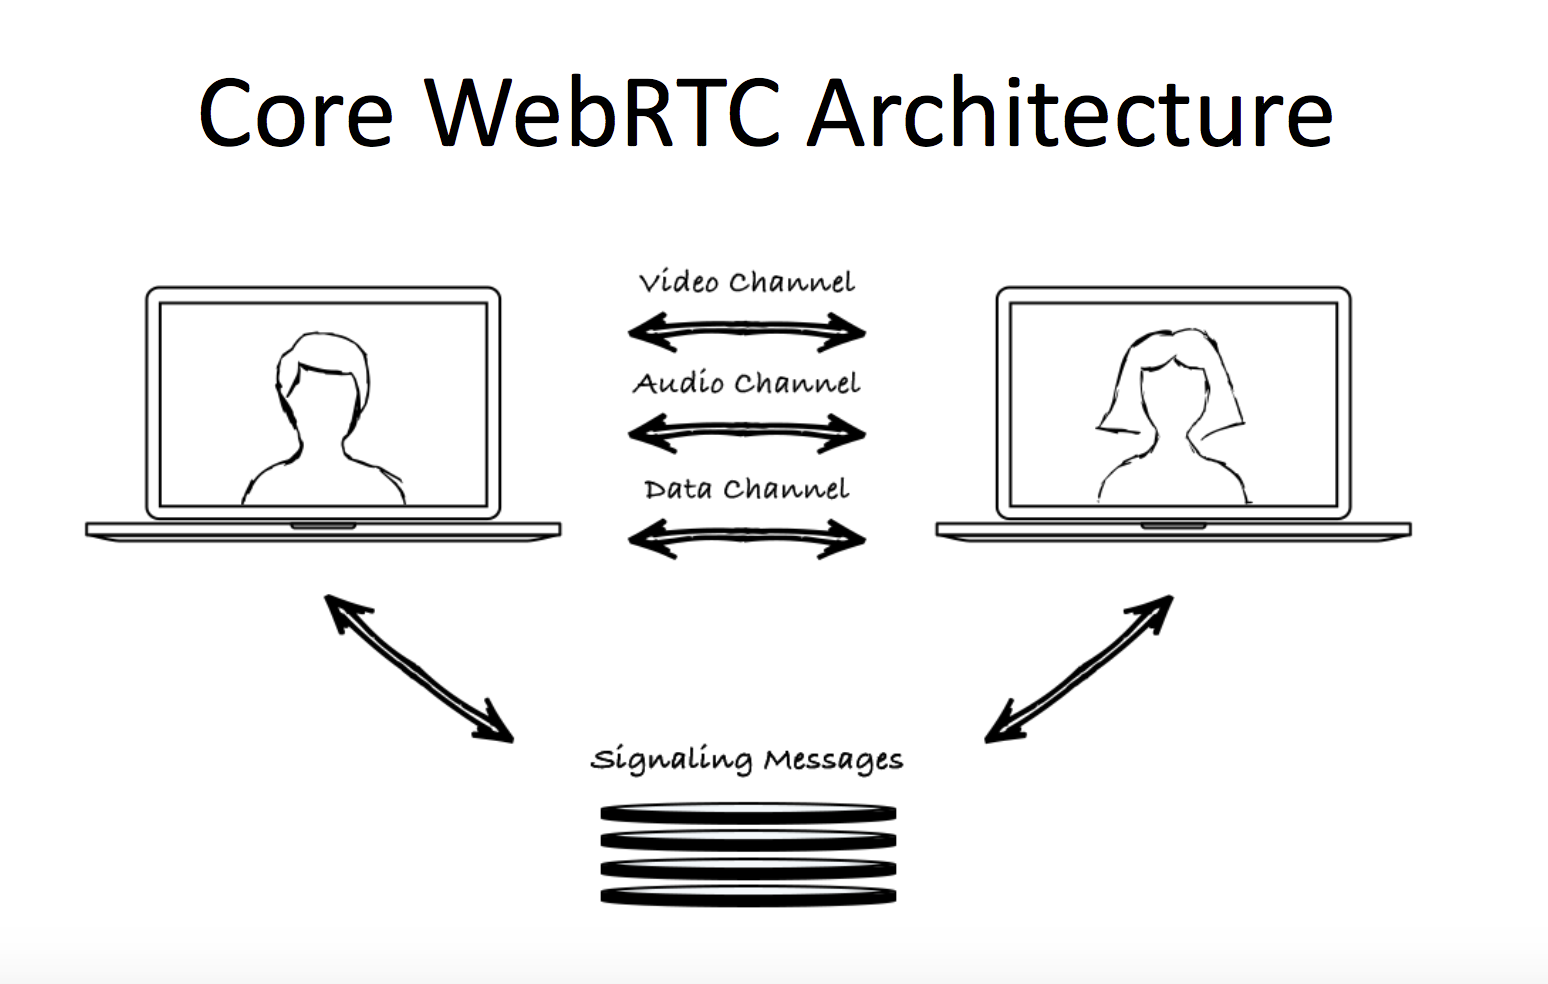 Core WebRTC Architecture
Video Channel
Audio Channel
Data Channel
Signaling Messages